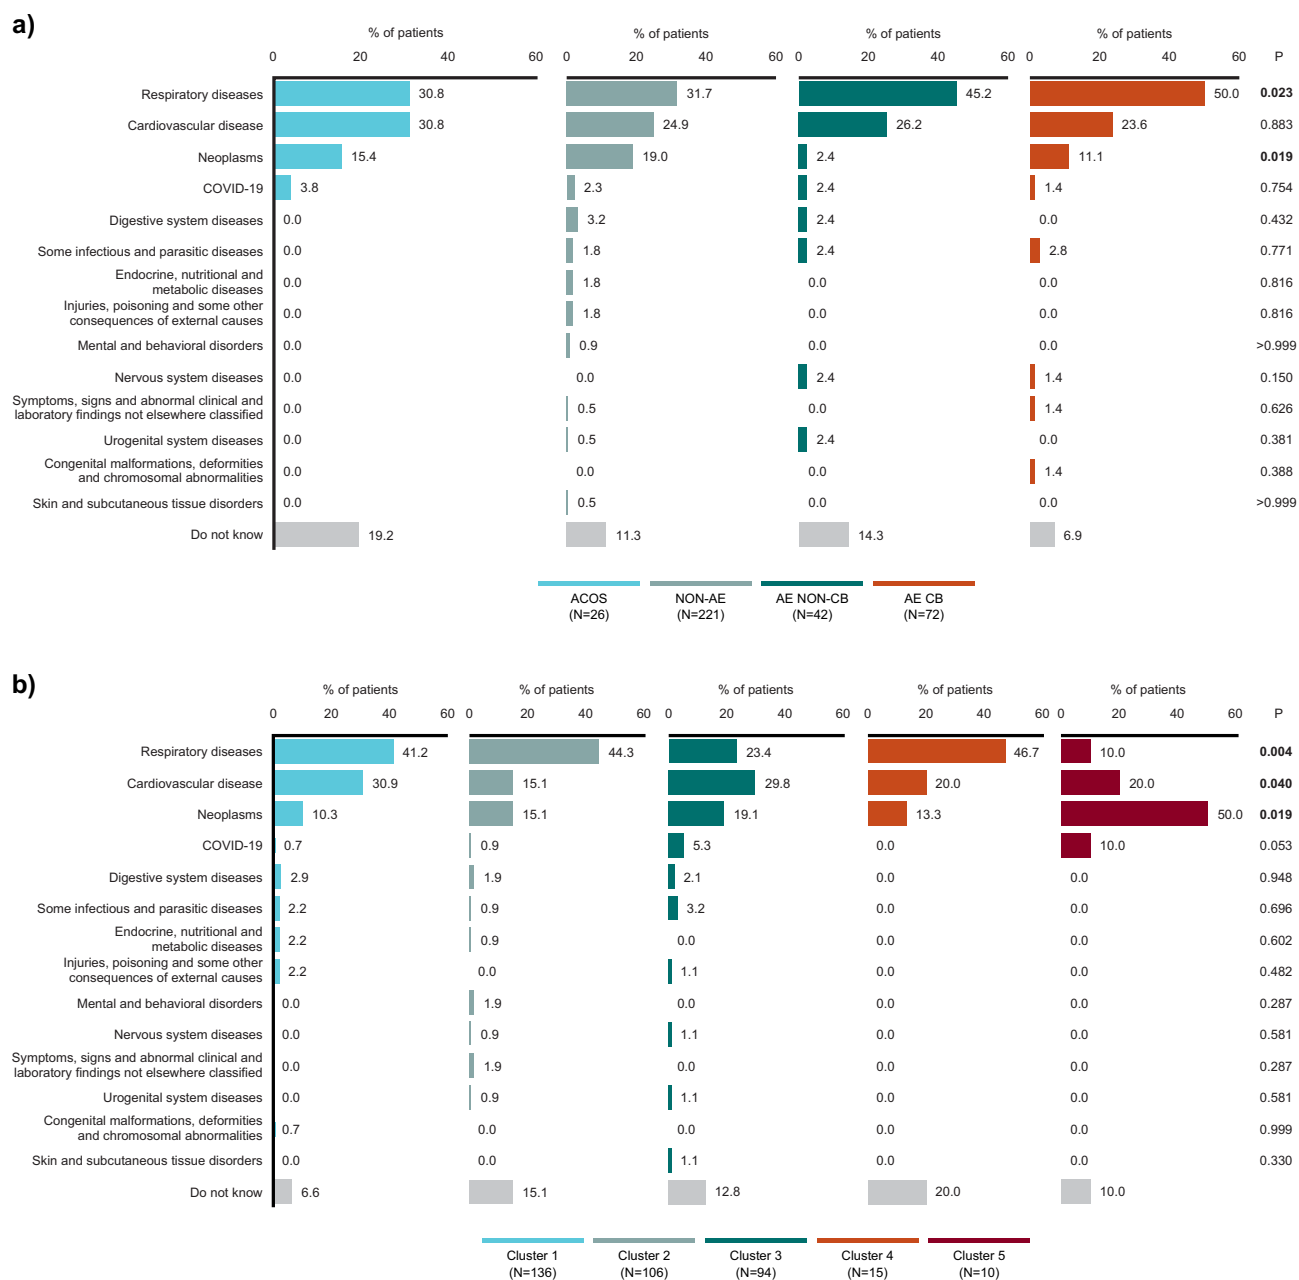 a)
% of patients % of patients % of patients % of patients
0 20 40 60 0 20 40 60 0 20 40 60 0 20 40 60 P
Respiratory diseases 30.8 31.7 45.2 50.0 0.023
Cardiovascular disease 30.8 24.9 26.2 23.6 0.883
Neoplasms 15.4 19.0 2.4 11.1 0.019
COVID-19 3.8 2.3 2.4 1.4 0.754
Digestive system diseases 0.0 3.2 2.4 0.0 0.432
Some infectious and parasitic diseases 0.0 1.8 2.4 2.8 0.771
Endocrine, nutritional and
metabolic diseases 0.0 1.8 0.0 0.0 0.816
Injuries, poisoning and some other
consequences of external causes 0.0 1.8 0.0 0.0 0.816
Mental and behavioral disorders 0.0 0.9 0.0 0.0 >0.999
Nervous system diseases 0.0 0.0 2.4 1.4 0.150
Symptoms, signs and abnormal clinical and
laboratory findings not elsewhere classified 0.0 0.5 0.0 1.4 0.626
Urogenital system diseases 0.0 0.5 2.4 0.0 0.381
Congenital malformations, deformities
and chromosomal abnormalities 0.0 0.0 0.0 1.4 0.388
Skin and subcutaneous tissue disorders 0.0 0.5 0.0 0.0 >0.999
Do not know 19.2 11.3 14.3 6.9
ACOS NON-AE AE NON-CB AE CB
(N=26) (N=221) (N=42) (N=72)
b)
% of patients % of patients % of patients % of patients % of patients
0 20 40 60 0 20 40 60 0 20 40 60 0 20 40 60 0 20 40 60 P
Respiratory diseases 41.2 44.3 23.4 46.7 10.0 0.004
Cardiovascular disease 30.9 15.1 29.8 20.0 20.0 0.040
Neoplasms 10.3 15.1 19.1 13.3 50.0 0.019
COVID-19 0.7 0.9 5.3 0.0 10.0 0.053
Digestive system diseases 2.9 1.9 2.1 0.0 0.0 0.948
Some infectious and parasitic diseases 2.2 0.9 3.2 0.0 0.0 0.696
Endocrine, nutritional and
metabolic diseases 2.2 0.9 0.0 0.0 0.0 0.602
Injuries, poisoning and some other
consequences of external causes 2.2 0.0 1.1 0.0 0.0 0.482
Mental and behavioral disorders 0.0 1.9 0.0 0.0 0.0 0.287
Nervous system diseases 0.0 0.9 1.1 0.0 0.0 0.581
Symptoms, signs and abnormal clinical and
laboratory findings not elsewhere classified 0.0 1.9 0.0 0.0 0.0 0.287
Urogenital system diseases 0.0 0.9 1.1 0.0 0.0 0.581
Congenital malformations, deformities
and chromosomal abnormalities 0.7 0.0 0.0 0.0 0.0 0.999
Skin and subcutaneous tissue disorders 0.0 0.0 1.1 0.0 0.0 0.330
Do not know 6.6 15.1 12.8 20.0 10.0
Cluster 1 Cluster 2 Cluster 3 Cluster 4 Cluster 5
(N=136) (N=106) (N=94) (N=15) (N=10)